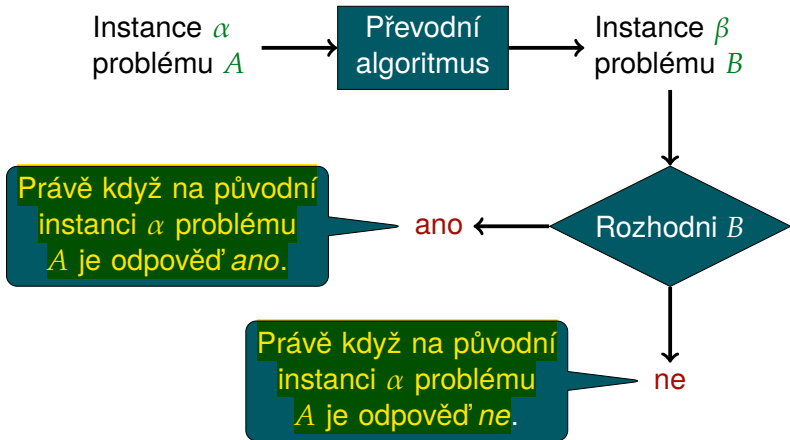 Instance α
problému A
Převodní
algoritmus
Instance β
problému B
Právě když na původní
instanci α problému
A je odpověď ano.
ano
Rozhodni B
Právě když na původní
instanci α problému
A je odpověď ne.
ne